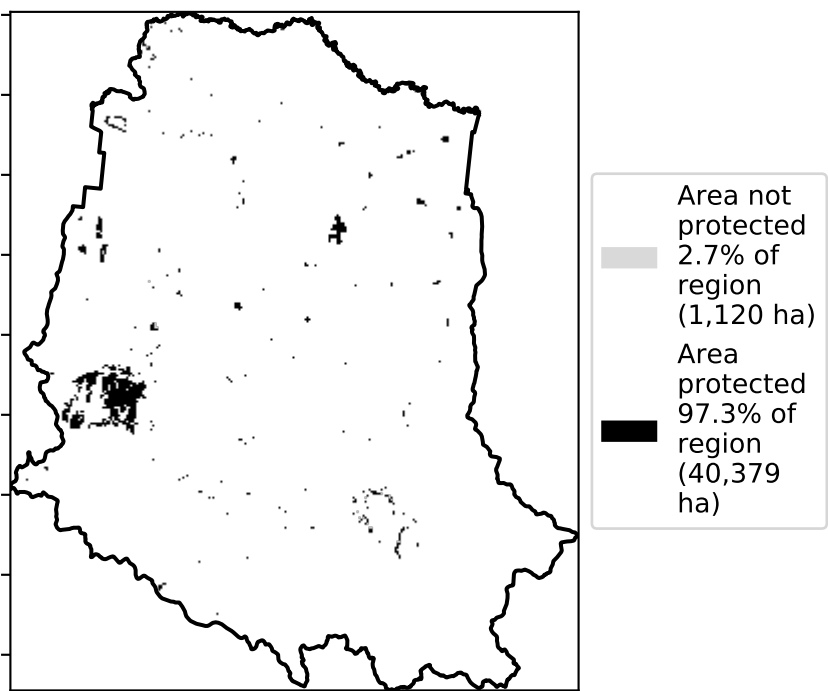 Area not
protected
2.7% of
region
(1,120 ha)
Area
protected
97.3% of
region
(40,379
ha)